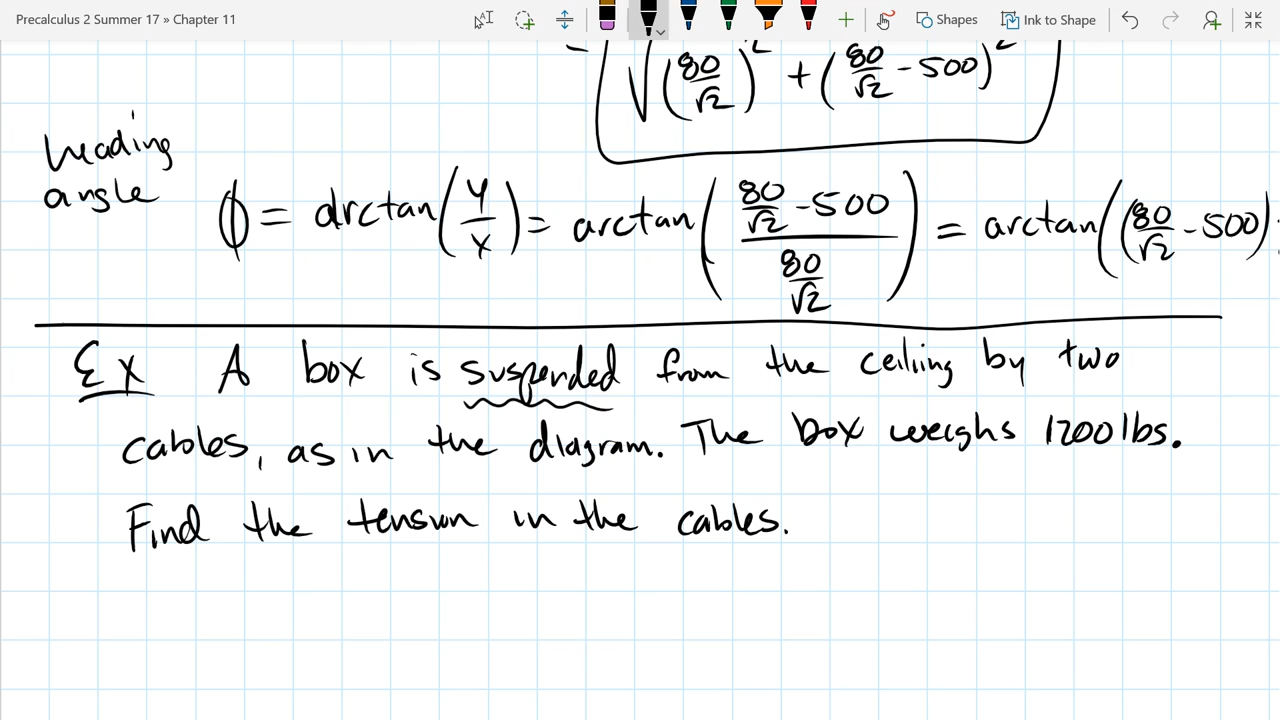 Precalculus 2 Summer 17 » Chapter 11
Shapes
Ink to Shape
- √((80/√2)² + (80/√2 - 500)²)
heading
angle
ϕ = arctan(y/x) = arctan((80/√2 - 500)/(80/√2)) = arctan((80/√2 - 500)
Ex A box is suspended from the ceiling by two
cables, as in the diagram. The box weighs 1200lbs.
Find the tension in the cables.